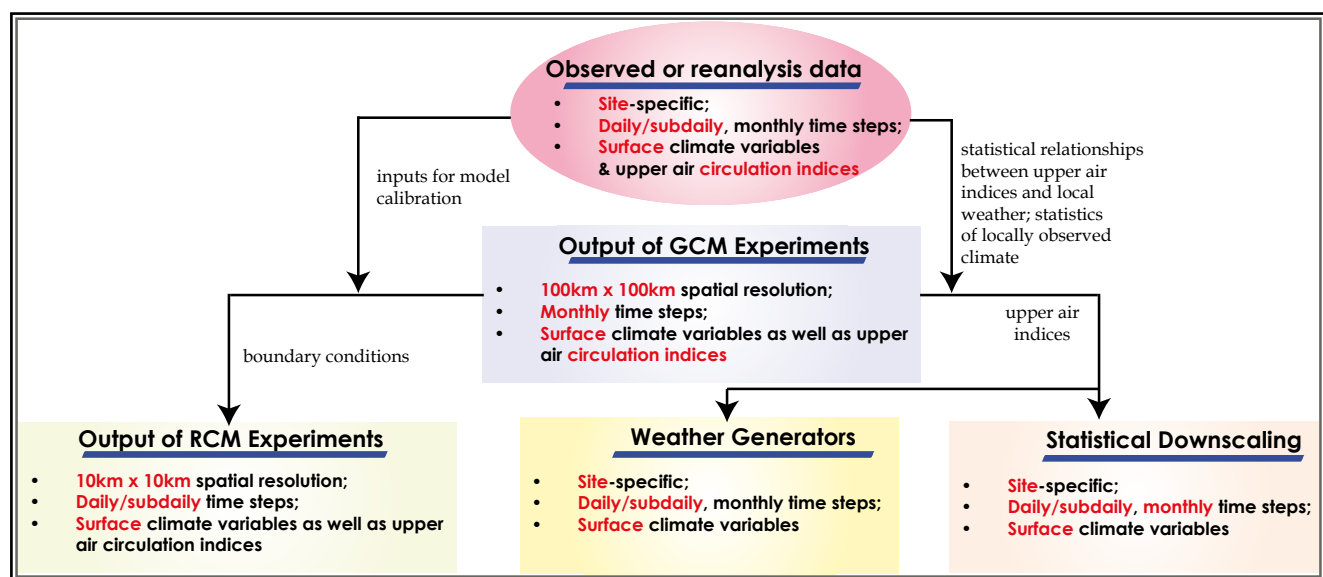 Observed or reanalysis data
• Site-specific;
• Daily/subdaily, monthly time steps;
• Surface climate variables
& upper air circulation indices
inputs for model
calibration
statistical relationships
between upper air
indices and local
weather; statistics
of locally observed
climate
Output of GCM Experiments
• 100km x 100km spatial resolution;
• Monthly time steps;
• Surface climate variables as well as upper
air circulation indices
boundary conditions
upper air
indices
Output of RCM Experiments
• 10km x 10km spatial resolution;
• Daily/subdaily time steps;
• Surface climate variables as well as upper
air circulation indices
Weather Generators
• Site-specific;
• Daily/subdaily, monthly time steps;
• Surface climate variables
Statistical Downscaling
• Site-specific;
• Daily/subdaily, monthly time steps;
• Surface climate variables